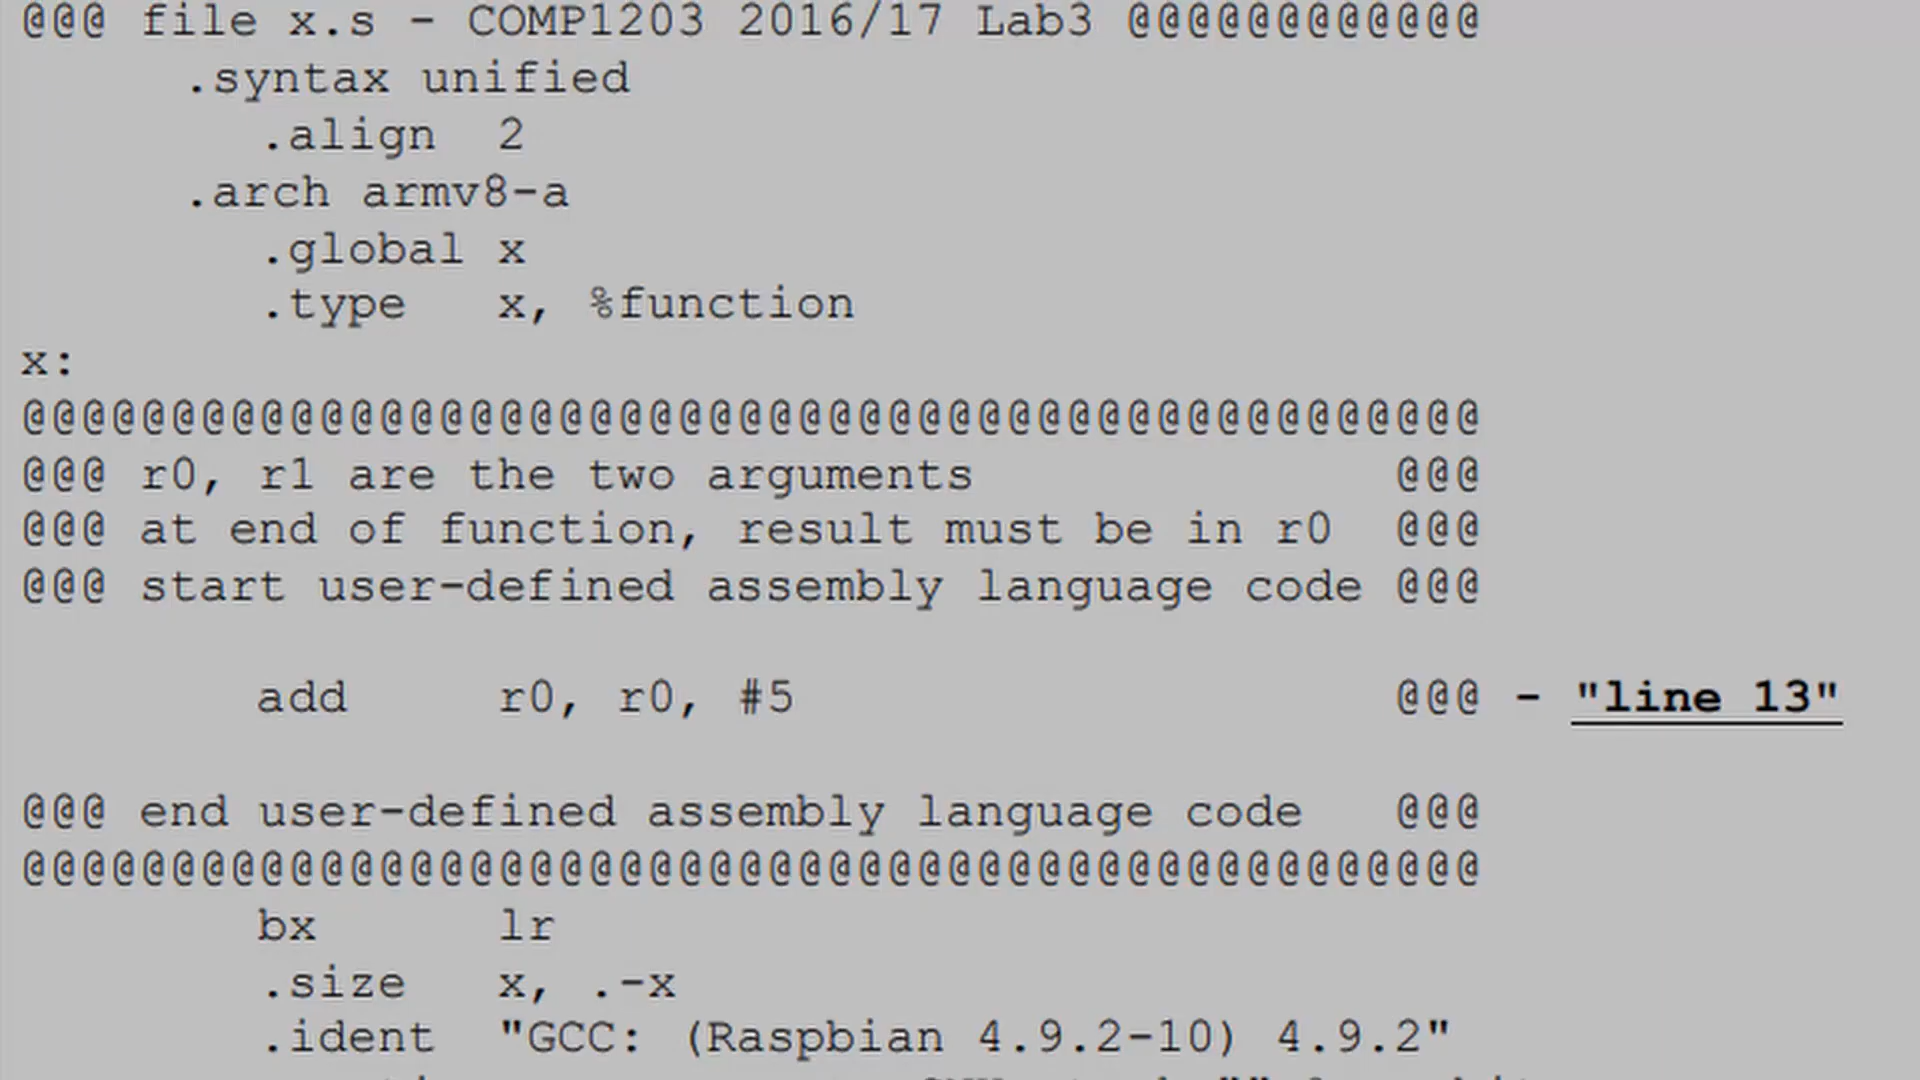 @@@ file x.s - COMP1203 2016/17 Lab3 @@@@@@@@@@@@
.syntax unified
.align 2
.arch armv8-a
.global x
.type x, %function
x:
@@@@@@@@@@@@@@@@@@@@@@@@@@@@@@@@@@@@@@@@@@@@@@@@@
@@@ r0, r1 are the two arguments @@@
@@@ at end of function, result must be in r0 @@@
@@@ start user-defined assembly language code @@@
add r0, r0, #5 @@@ - "line 13"
@@@ end user-defined assembly language code @@@
@@@@@@@@@@@@@@@@@@@@@@@@@@@@@@@@@@@@@@@@@@@@@@@@@
bx lr
.size x, .-x
.ident "GCC: (Raspbian 4.9.2-10) 4.9.2"